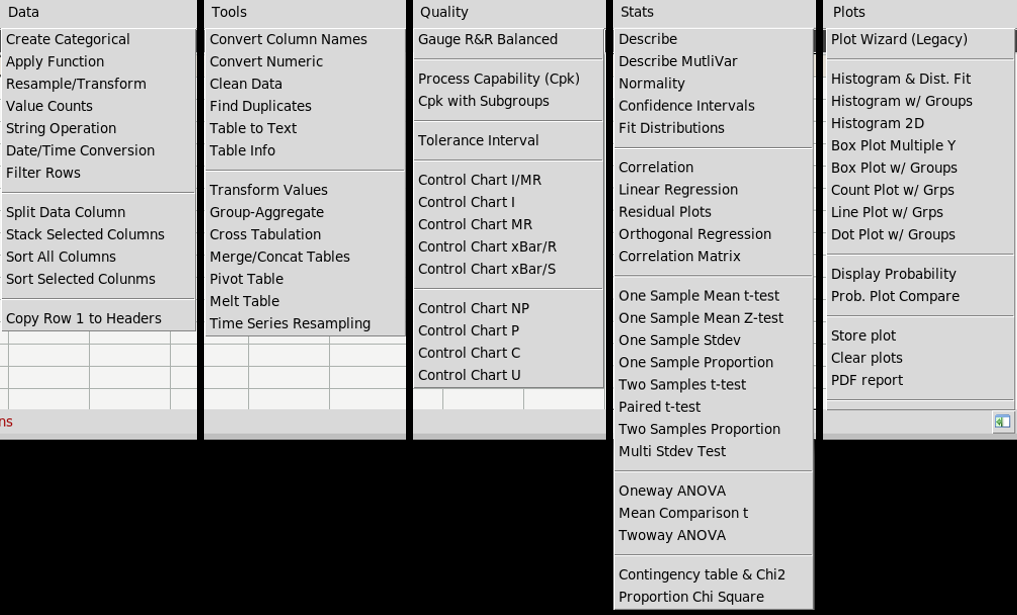 Data
Create Categorical
Apply Function
Resample/Transform
Value Counts
String Operation
Date/Time Conversion
Filter Rows
Split Data Column
Stack Selected Columns
Sort All Columns
Sort Selected Colunms
Copy Row 1 to Headers
ns
Tools
Convert Column Names
Convert Numeric
Clean Data
Find Duplicates
Table to Text
Table Info
Transform Values
Group-Aggregate
Cross Tabulation
Merge/Concat Tables
Pivot Table
Melt Table
Time Series Resampling
Quality
Gauge R&R Balanced
Process Capability (Cpk)
Cpk with Subgroups
Tolerance Interval
Control Chart I/MR
Control Chart I
Control Chart MR
Control Chart xBar/R
Control Chart xBar/S
Control Chart NP
Control Chart P
Control Chart C
Control Chart U
Stats
Describe
Describe MutliVar
Normality
Confidence Intervals
Fit Distributions
Correlation
Linear Regression
Residual Plots
Orthogonal Regression
Correlation Matrix
One Sample Mean t-test
One Sample Mean Z-test
One Sample Stdev
One Sample Proportion
Two Samples t-test
Paired t-test
Two Samples Proportion
Multi Stdev Test
Oneway ANOVA
Mean Comparison t
Twoway ANOVA
Contingency table & Chi2
Proportion Chi Square
Plots
Plot Wizard (Legacy)
Histogram & Dist. Fit
Histogram w/ Groups
Histogram 2D
Box Plot Multiple Y
Box Plot w/ Groups
Count Plot w/ Grps
Line Plot w/ Grps
Dot Plot w/ Groups
Display Probability
Prob. Plot Compare
Store plot
Clear plots
PDF report